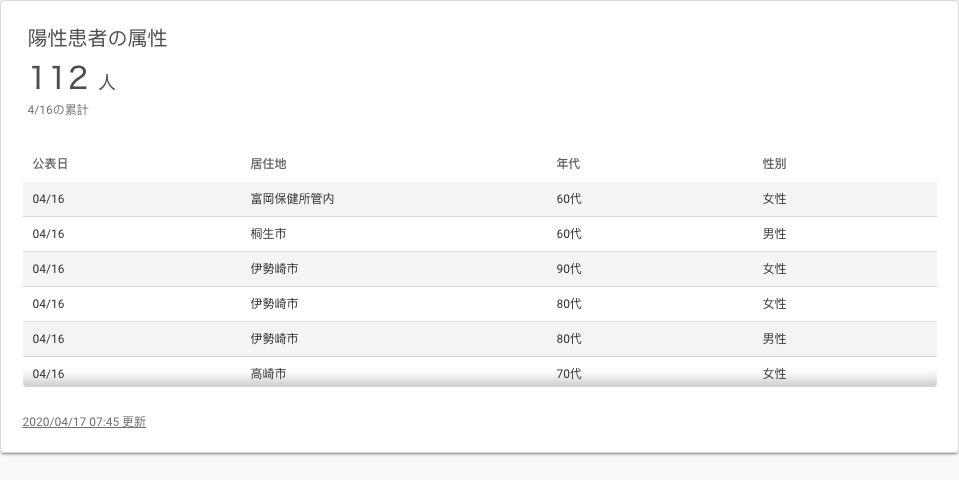 陽性患者の属性
112 人
4/16の累計
公表日 居住地 年代 性別
04/16 富岡保健所管内 60代 女性
04/16 桐生市 60代 男性
04/16 伊勢崎市 90代 女性
04/16 伊勢崎市 80代 女性
04/16 伊勢崎市 80代 男性
04/16 高崎市 70代 女性
2020/04/17 07:45 更新